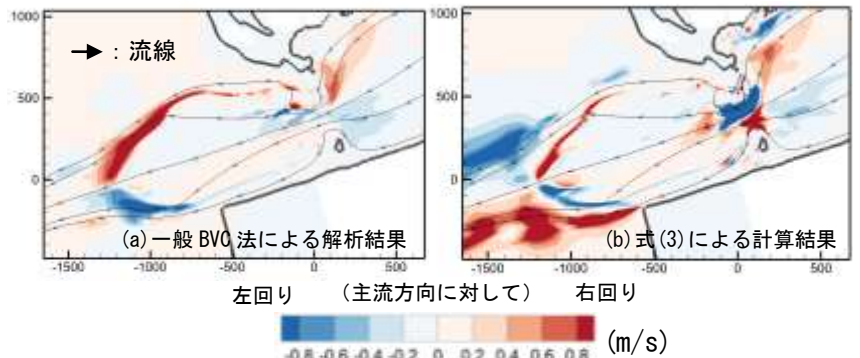 1000
→ : 流線
500
0
(a)一般 BVC 法による解析結果
(b)式(3)による計算結果
-1500 -1000 -500 0 500
-1500 -1000 -500 0 500
左回り (主流方向に対して) 右回り
-0.8 -0.6 -0.4 -0.2 0 0.2 0.4 0.6 0.8 (m/s)